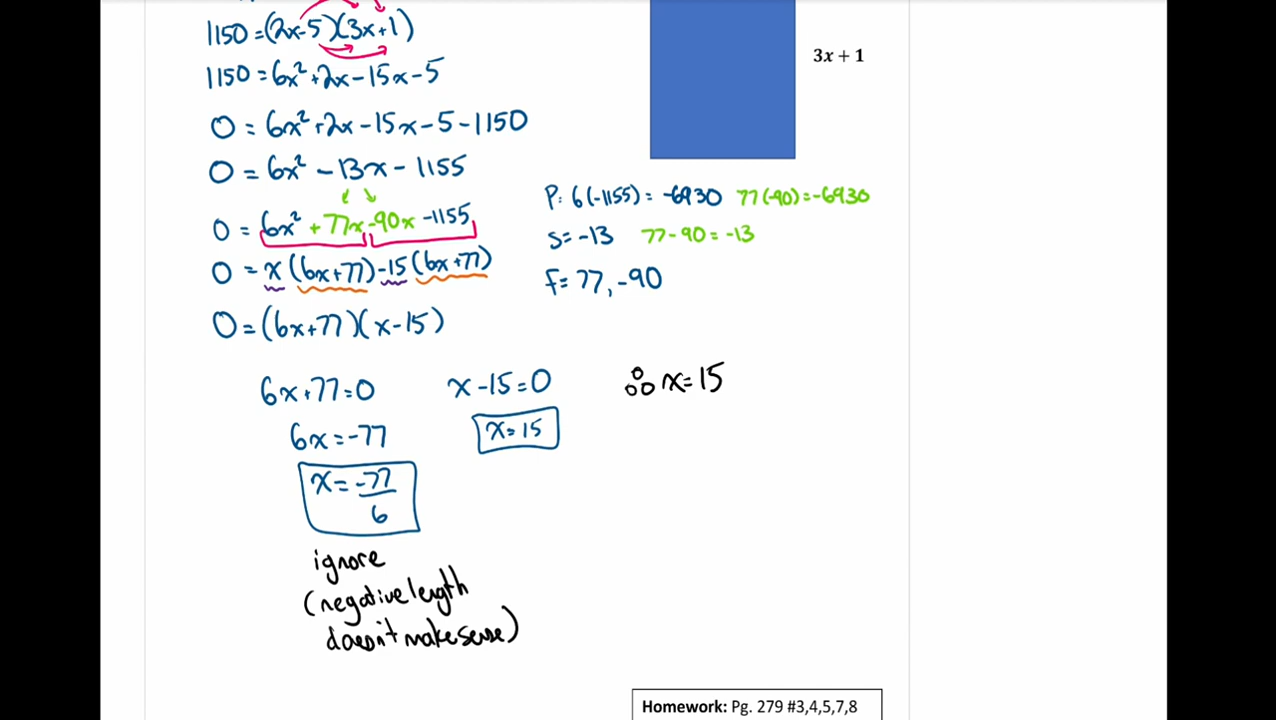 1150 = (2x-5)(3x+1)
3x + 1
1150 = 6x² + 2x - 15x - 5
0 = 6x² + 2x - 15x - 5 - 1150
0 = 6x² - 13x - 1155
P: 6(-1155) = -6930 77(-90) = -6930
0 = 6x² + 77x - 90x - 1155
S = -13 77 - 90 = -13
0 = x(6x+77) - 15(6x+77)
F = 77, -90
0 = (6x+77)(x-15)
6x + 77 = 0 x - 15 = 0 ∴ x = 15
6x = -77 x = 15
x = -77/6
ignore
(negative length
doesn't make sense)
Homework: Pg. 279 #3,4,5,7,8